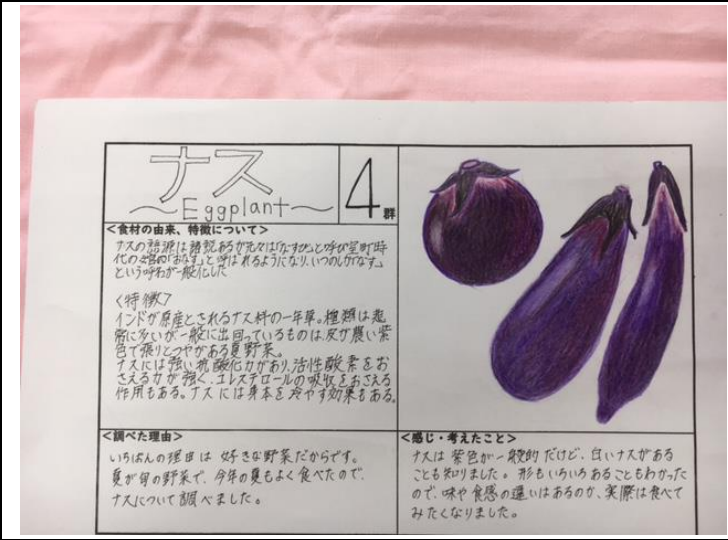 ナス
～Eggplant～
4群
<食材の由来、特徴について>
ナスの語源は諸説あるが元々は「なすび」と呼び室町時
代の女官が「おなす」と呼ばれるようになり、いつのまにか「なす」
という呼び方が一般化した
<特徴>
インドが原産とされるナス科の一年草。種類は非
常に多いが一般に出回っているものは、皮が濃い紫
色で張りとつやがある夏野菜。
ナスには強い抗酸化力があり、活性酸素をお
さえる力が強く、コレステロールの吸収をおさえる
作用もある。ナスには身体を冷やす効果もある。
<調べた理由>
いちばんの理由は好きな野菜だからです。
夏が旬の野菜で、今年の夏もよく食べたので、
ナスについて調べました。
<感じ・考えたこと>
ナスは紫色が一般的だけど、白いナスがある
ことも知りました。形もいろいろあることもわかった
ので、味や食感の違いはあるのか、実際は食べて
みたくなりました。